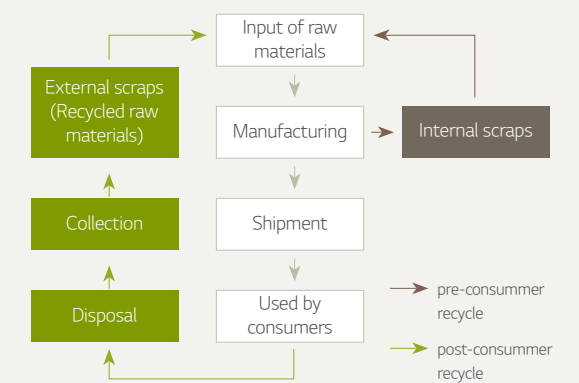 Input of raw
materials
External scraps
(Recycled raw
materials)
Manufacturing
Internal scraps
Collection
Shipment
Disposal
Used by
consumers
pre-consummer
recycle
post-consummer
recycle